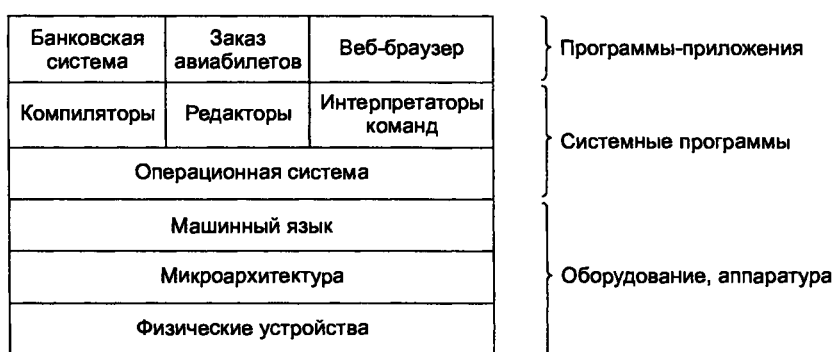 Банковская система
Заказ авиабилетов
Веб-браузер
Программы-приложения
Компиляторы
Редакторы
Интерпретаторы команд
Системные программы
Операционная система
Машинный язык
Микроархитектура
Оборудование, аппаратура
Физические устройства